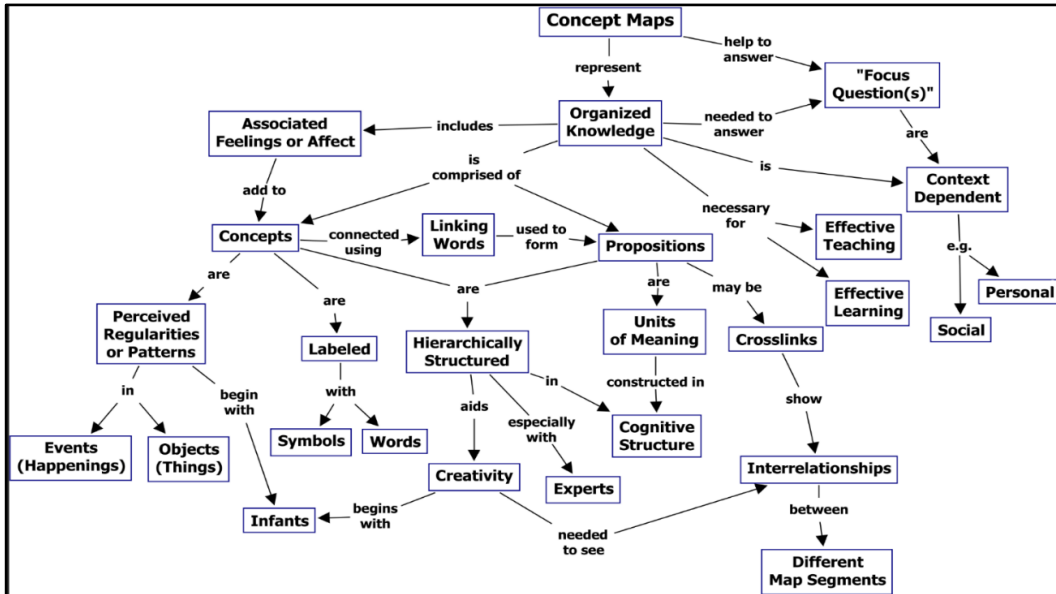 Concept Maps
help to
answer
represent
"Focus
Question(s)"
Organized
Knowledge
needed to
answer
Associated
Feelings or Affect
includes
are
is
comprised of
is
Context
Dependent
add to
necessary
for
Concepts
connected
using
Linking
Words
used to
form
Propositions
Effective
Teaching
e.g.
are
are
are
are
may be
Effective
Learning
Personal
Social
Perceived
Regularities
or Patterns
Labeled
Hierarchically
Structured
Units
of Meaning
Crosslinks
in
begin
with
with
aids
in
especially
with
constructed in
show
Events
(Happenings)
Objects
(Things)
Symbols
Words
Cognitive
Structure
Creativity
Experts
Interrelationships
Infants
begins
with
needed
to see
between
Different
Map Segments